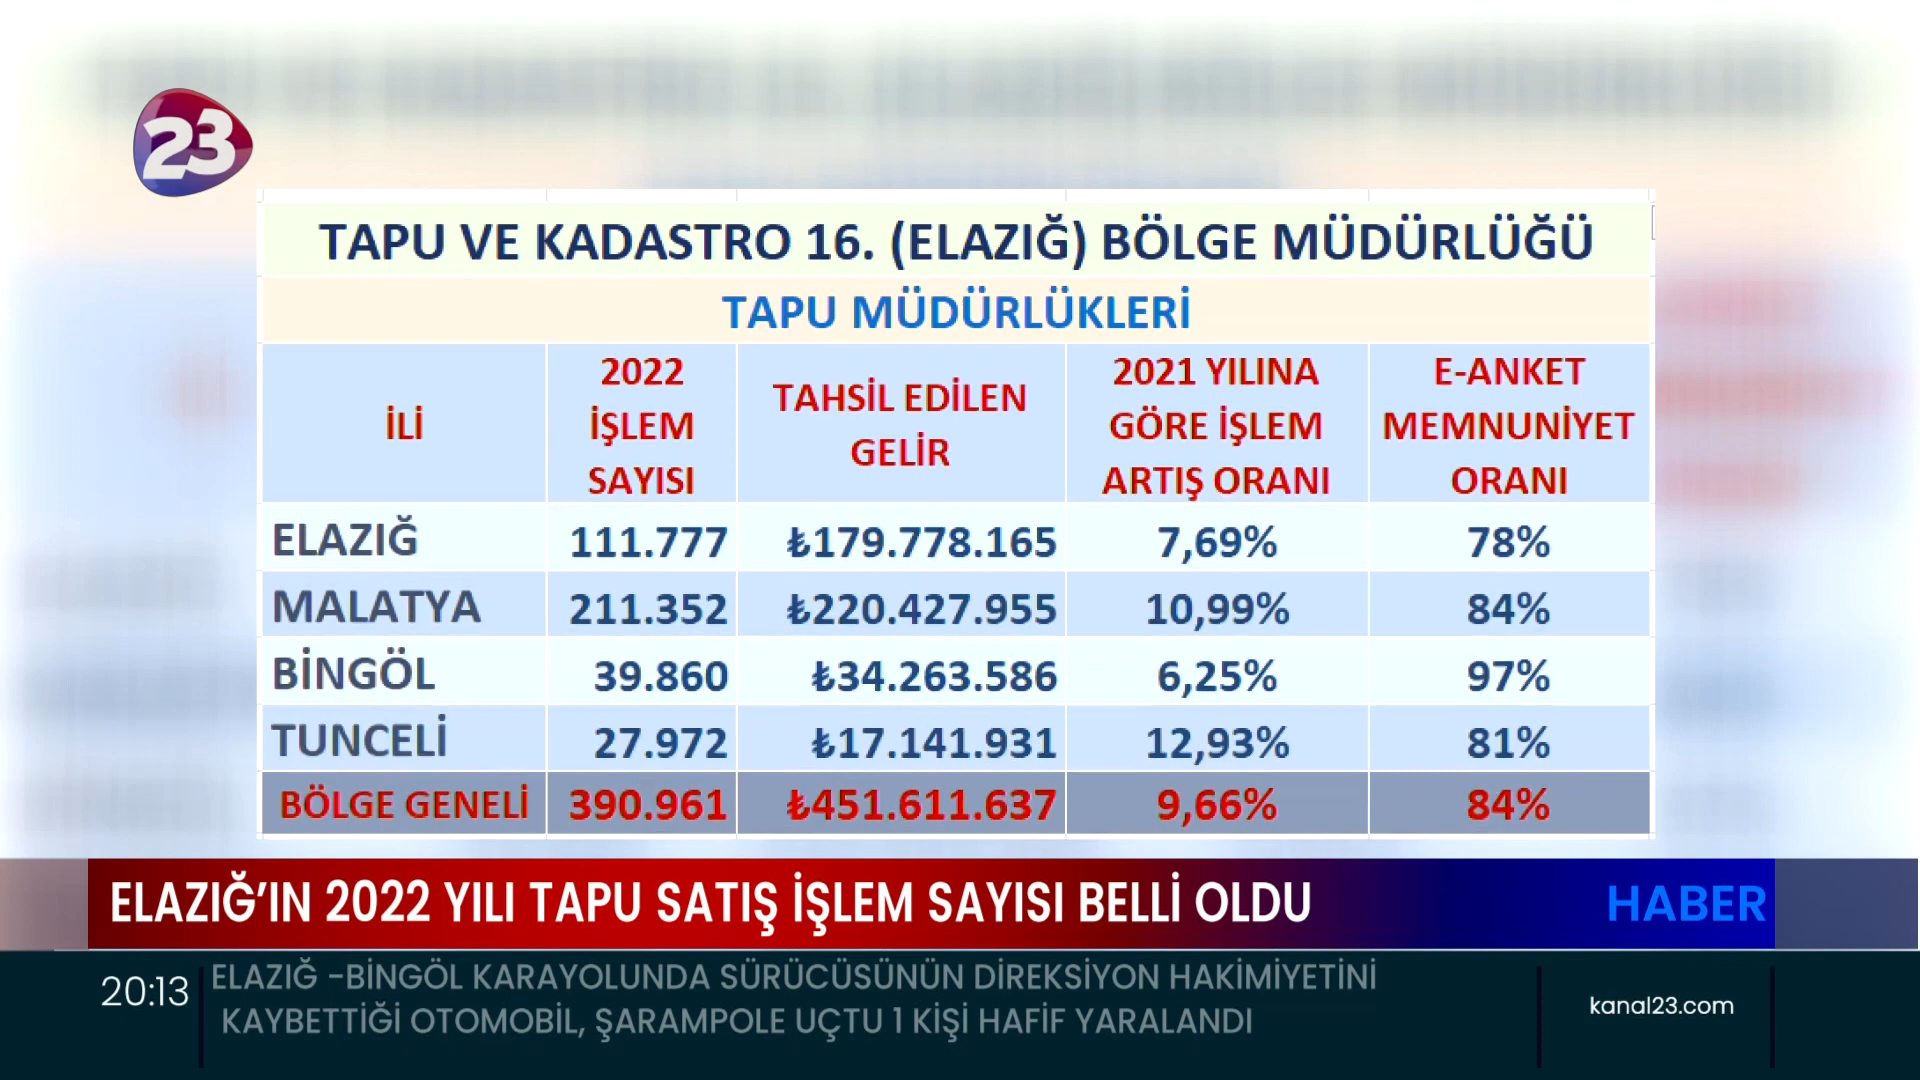 23
TAPU VE KADASTRO 16. (ELAZIĞ) BÖLGE MÜDÜRLÜĞÜ
TAPU MÜDÜRLÜKLERİ
İLİ
2022
İŞLEM
SAYISI
TAHSİL EDİLEN
GELİR
2021 YILINA
GÖRE İŞLEM
ARTIŞ ORANI
E-ANKET
MEMNUNİYET
ORANI
ELAZIĞ 111.777 ₺179.778.165 7,69% 78%
MALATYA 211.352 ₺220.427.955 10,99% 84%
BİNGÖL 39.860 ₺34.263.586 6,25% 97%
TUNCELİ 27.972 ₺17.141.931 12,93% 81%
BÖLGE GENELİ 390.961 ₺451.611.637 9,66% 84%
ELAZIĞ’IN 2022 YILI TAPU SATIŞ İŞLEM SAYISI BELLİ OLDU
HABER
20:13
ELAZIĞ -BİNGÖL KARAYOLUNDA SÜRÜCÜSÜNÜN DİREKSİYON HAKİMİYETİNİ
KAYBETTİĞİ OTOMOBİL, ŞARAMPOLE UÇTU 1 KİŞİ HAFİF YARALANDI
kanal23.com